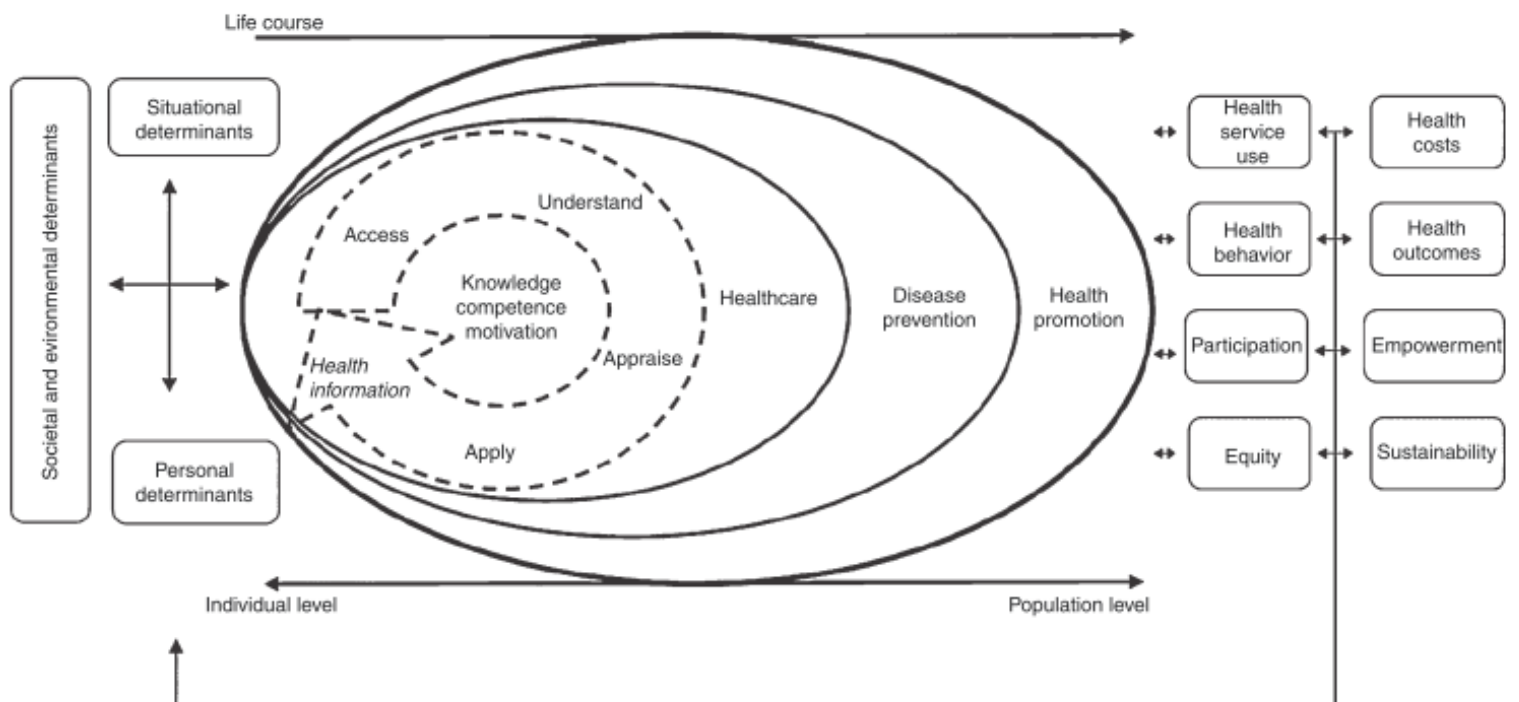 Life course
Societal and evironmental determinants
Situational
determinants
Personal
determinants
Access
Understand
Knowledge
competence
motivation
Health
information
Appraise
Apply
Healthcare
Disease
prevention
Health
promotion
Individual level
Population level
Health
service
use
Health
costs
Health
behavior
Health
outcomes
Participation
Empowerment
Equity
Sustainability